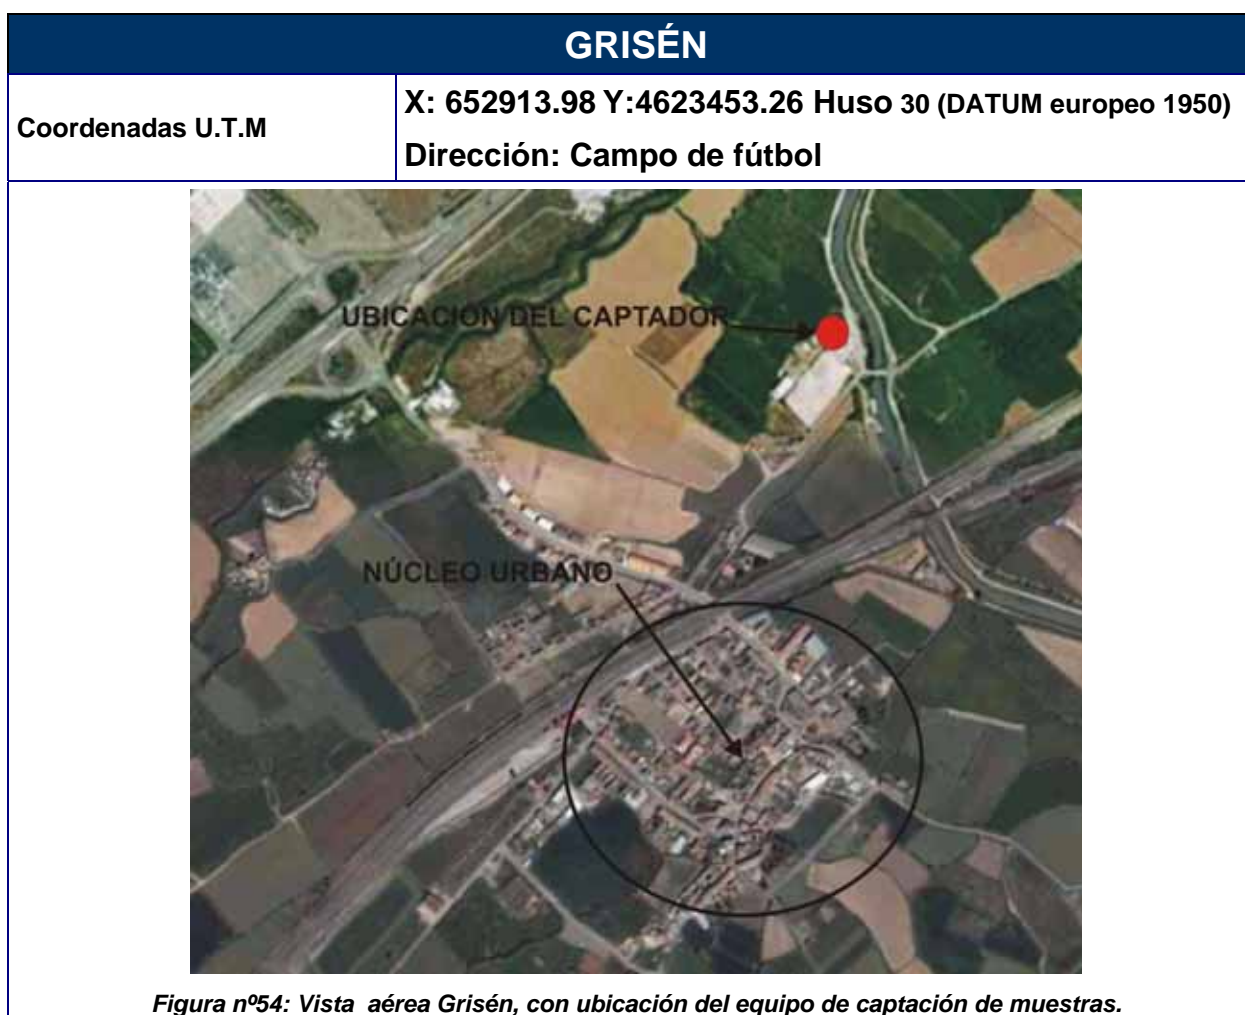 GRISÉN
Coordenadas U.T.M
X: 652913.98 Y:4623453.26 Huso 30 (DATUM europeo 1950)
Dirección: Campo de fútbol
UBICACION DEL CAPTADOR
NÚCLEO URBANO
Figura nº54: Vista aérea Grisén, con ubicación del equipo de captación de muestras.